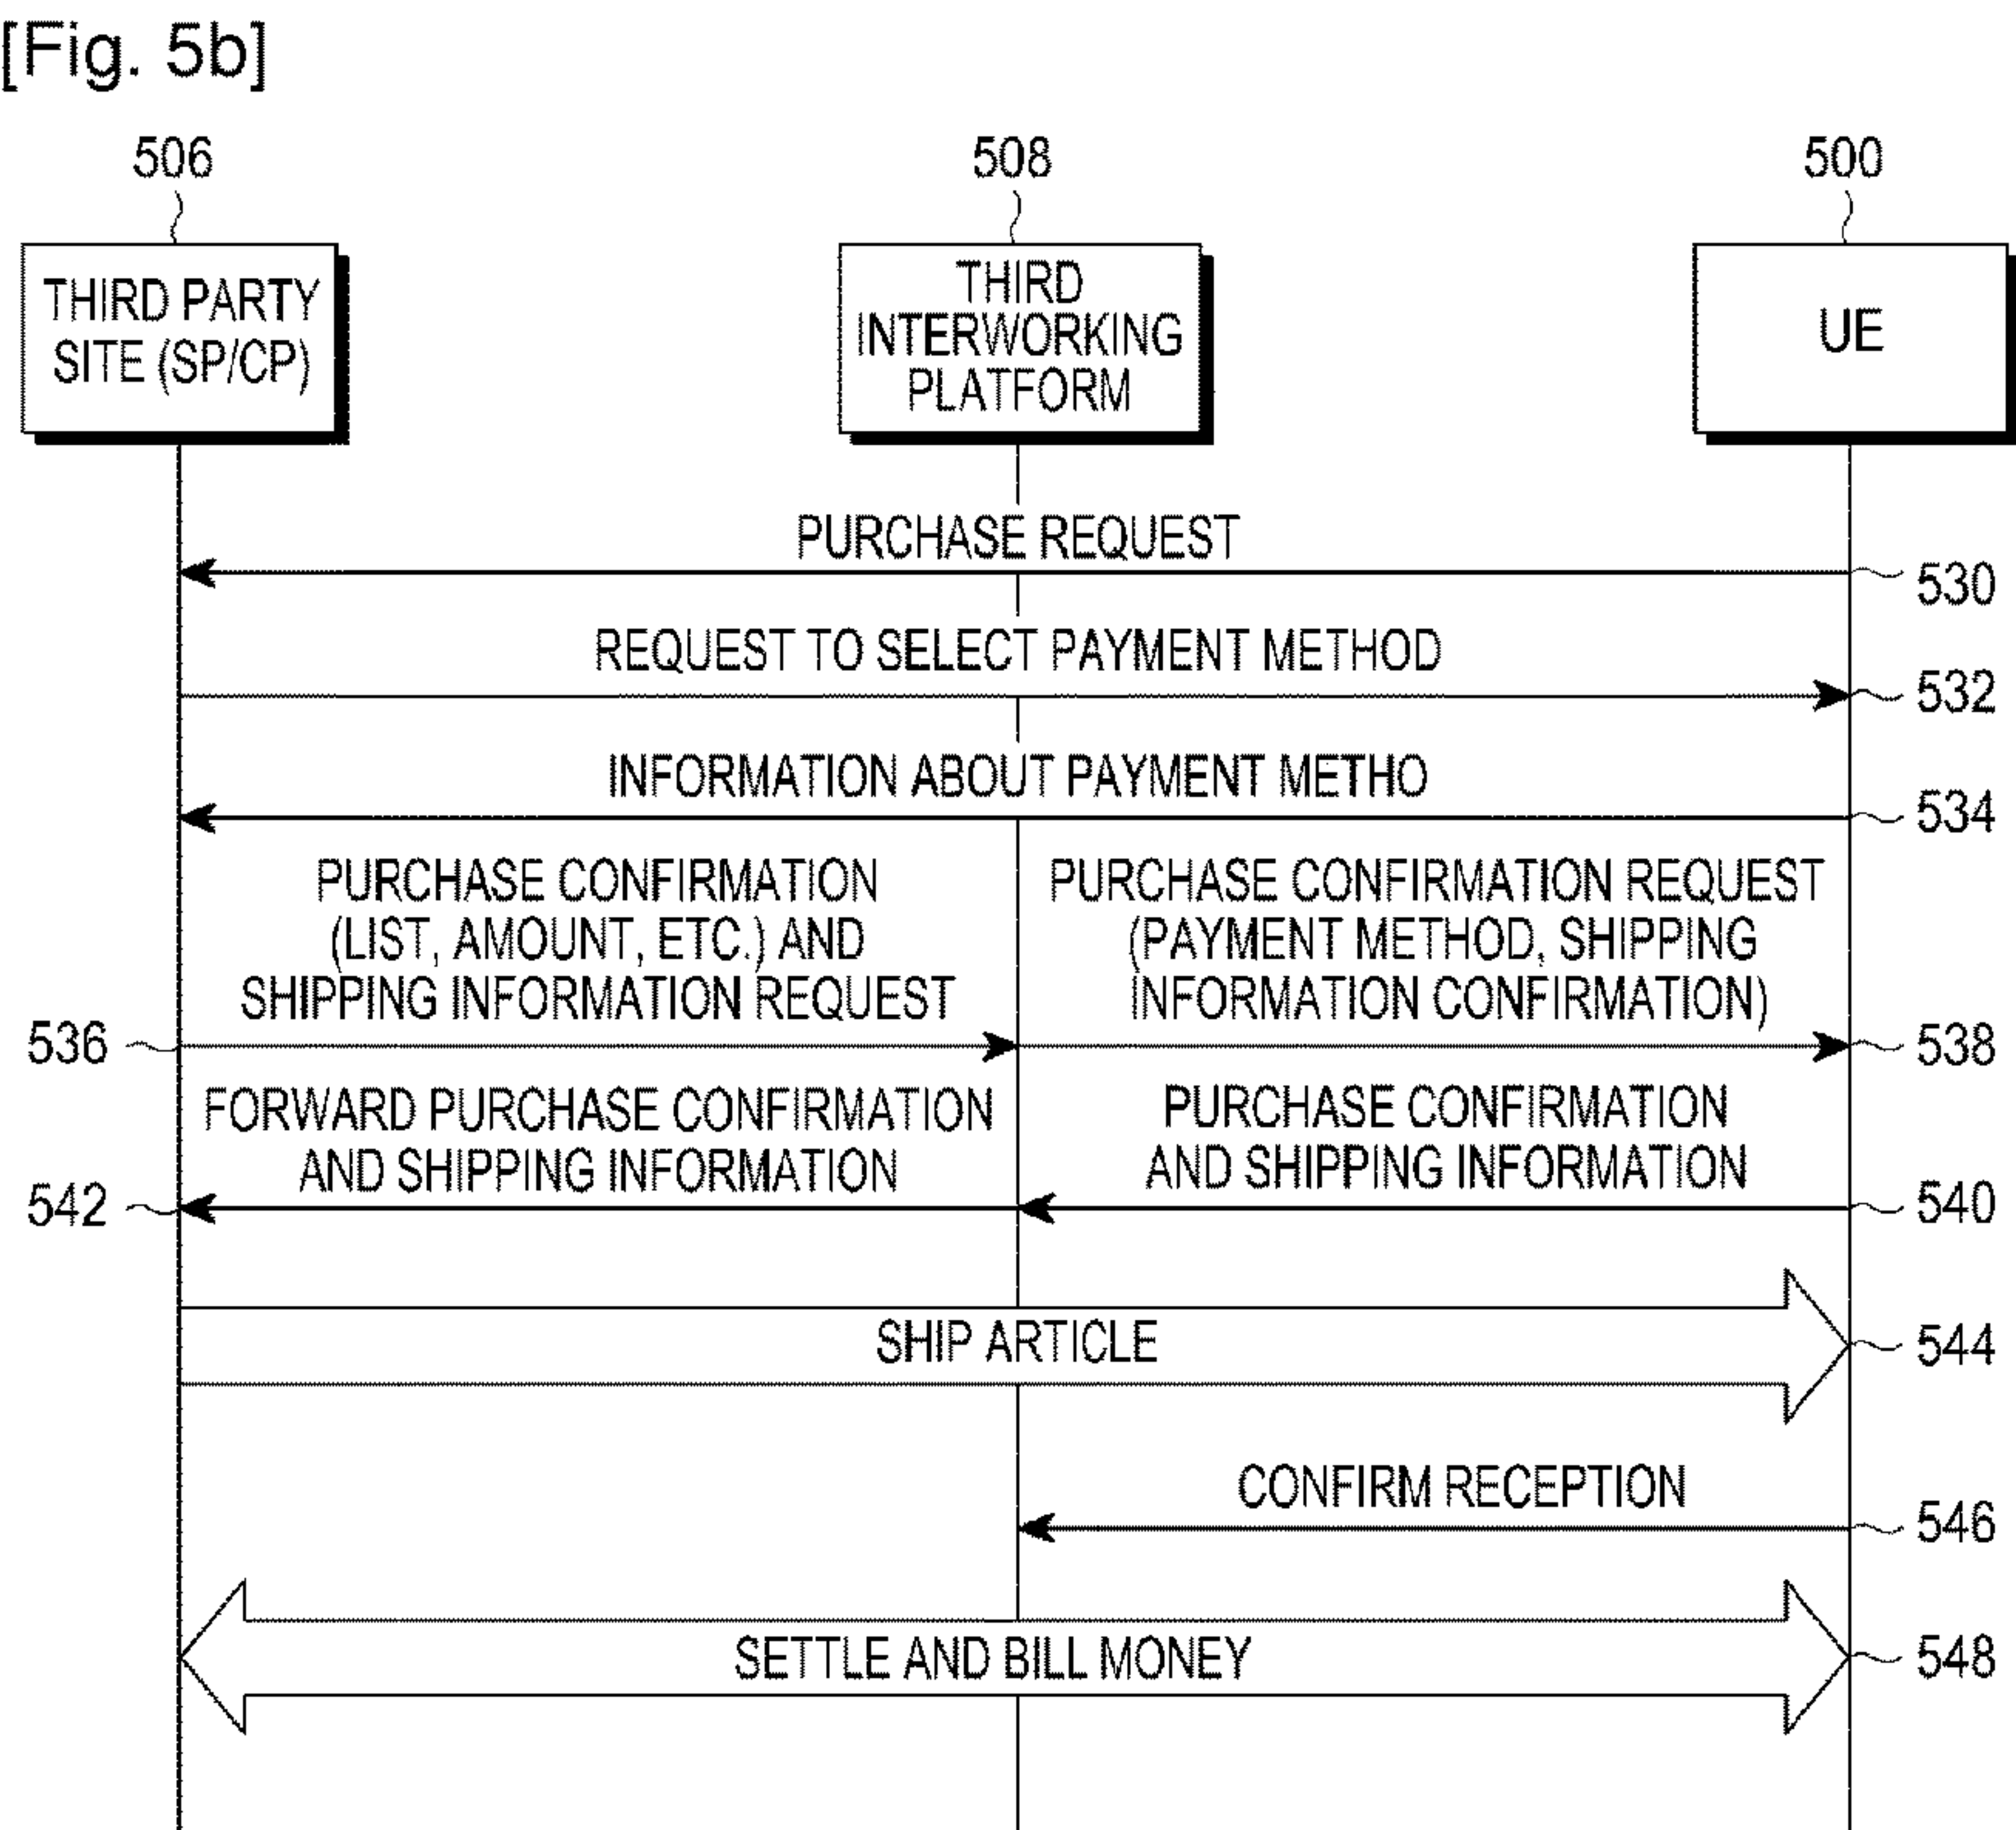 [Fig. 5b]
506
508
500
THIRD PARTY
SITE (SP/CP)
THIRD
INTERWORKING
PLATFORM
UE
PURCHASE REQUEST
530
REQUEST TO SELECT PAYMENT METHOD
532
INFORMATION ABOUT PAYMENT METHO
534
PURCHASE CONFIRMATION
(LIST, AMOUNT, ETC.) AND
SHIPPING INFORMATION REQUEST
536
PURCHASE CONFIRMATION REQUEST
(PAYMENT METHOD, SHIPPING
INFORMATION CONFIRMATION)
538
FORWARD PURCHASE CONFIRMATION
AND SHIPPING INFORMATION
542
PURCHASE CONFIRMATION
AND SHIPPING INFORMATION
540
SHIP ARTICLE
544
CONFIRM RECEPTION
546
SETTLE AND BILL MONEY
548